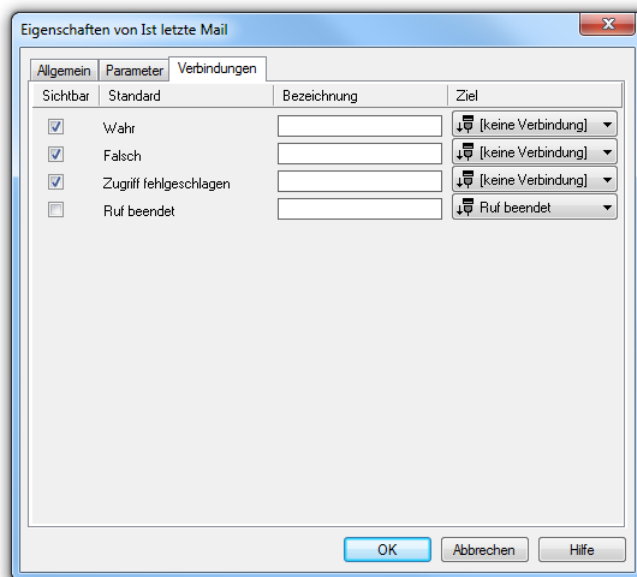 Eigenschaften von Ist letzte Mail
Allgemein Parameter Verbindungen
Sichtbar Standard Bezeichnung Ziel
Wahr [keine Verbindung]
Falsch [keine Verbindung]
Zugriff fehlgeschlagen [keine Verbindung]
Ruf beendet Ruf beendet
OK Abbrechen Hilfe